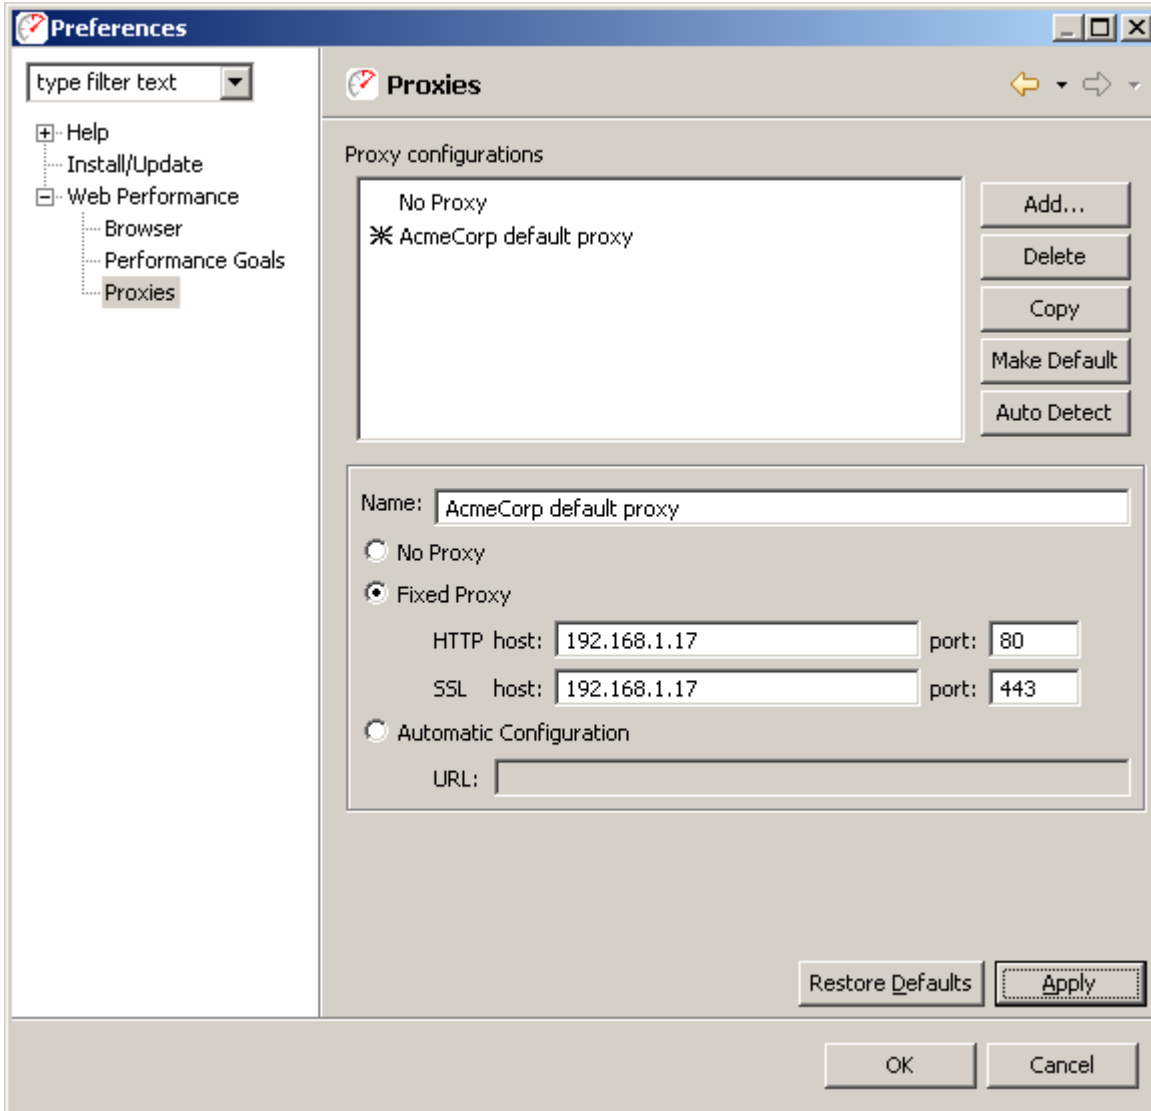 Preferences
type filter text
Help
Install/Update
Web Performance
Browser
Performance Goals
Proxies
Proxies
Proxy configurations
No Proxy
AcmeCorp default proxy
Add...
Delete
Copy
Make Default
Auto Detect
Name: AcmeCorp default proxy
No Proxy
Fixed Proxy
HTTP host: 192.168.1.17 port: 80
SSL host: 192.168.1.17 port: 443
Automatic Configuration
URL:
Restore Defaults Apply
OK Cancel